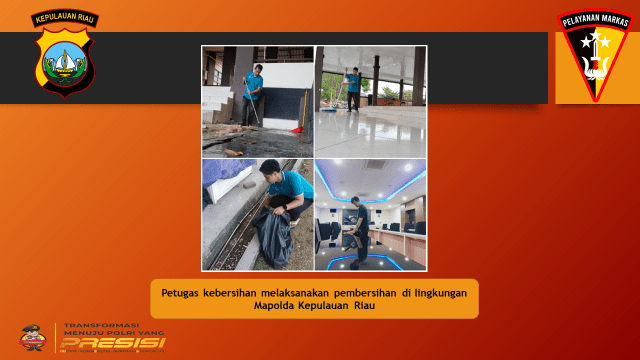 KEPULAUAN RIAU
PELAYANAN MARKAS
Petugas kebersihan melaksanakan pembersihan di lingkungan
Mapolda Kepulauan Riau
TRANSFORMASI
MENUJU POLRI YANG
PRESISI